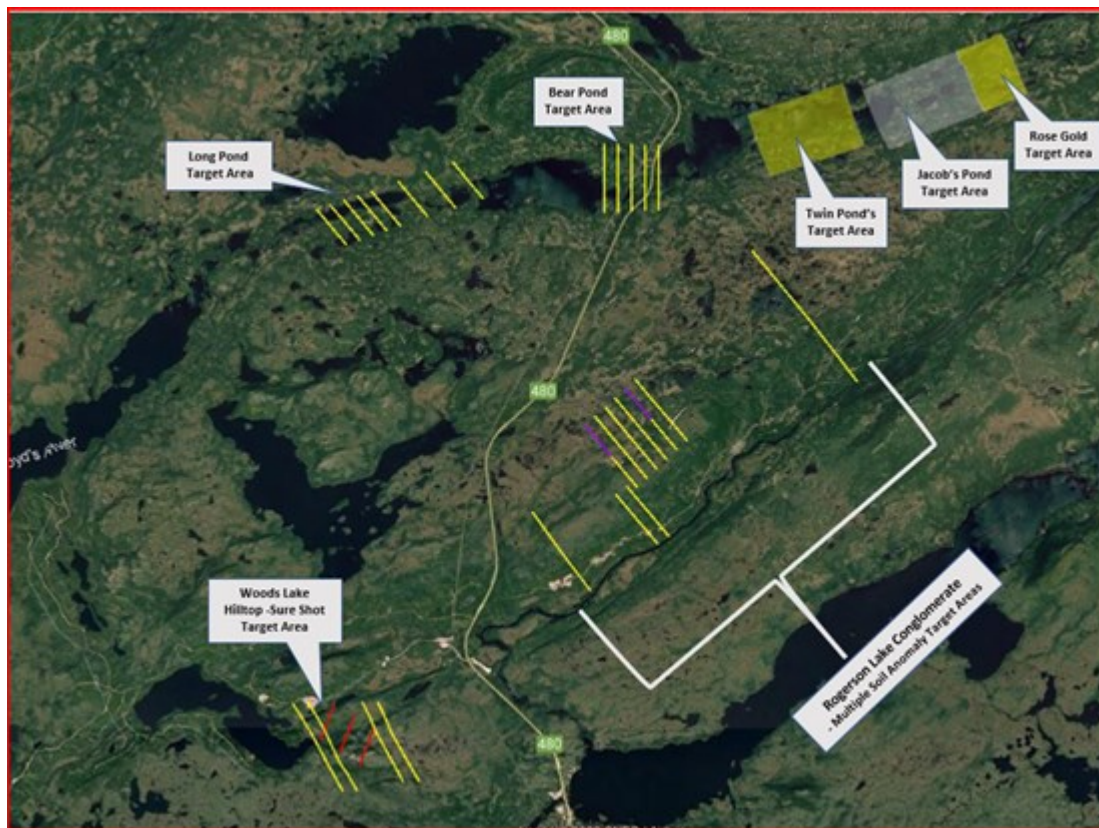 480
Bear Pond
Target Area
Long Pond
Target Area
Rose Gold
Target Area
Jacob's Pond
Target Area
Twin Pond's
Target Area
480
oyd's river
Woods Lake
Hilltop -Sure Shot
Target Area
Rogerson Lake Conglomerate
- Multiple Soil Anomaly Target Areas
480